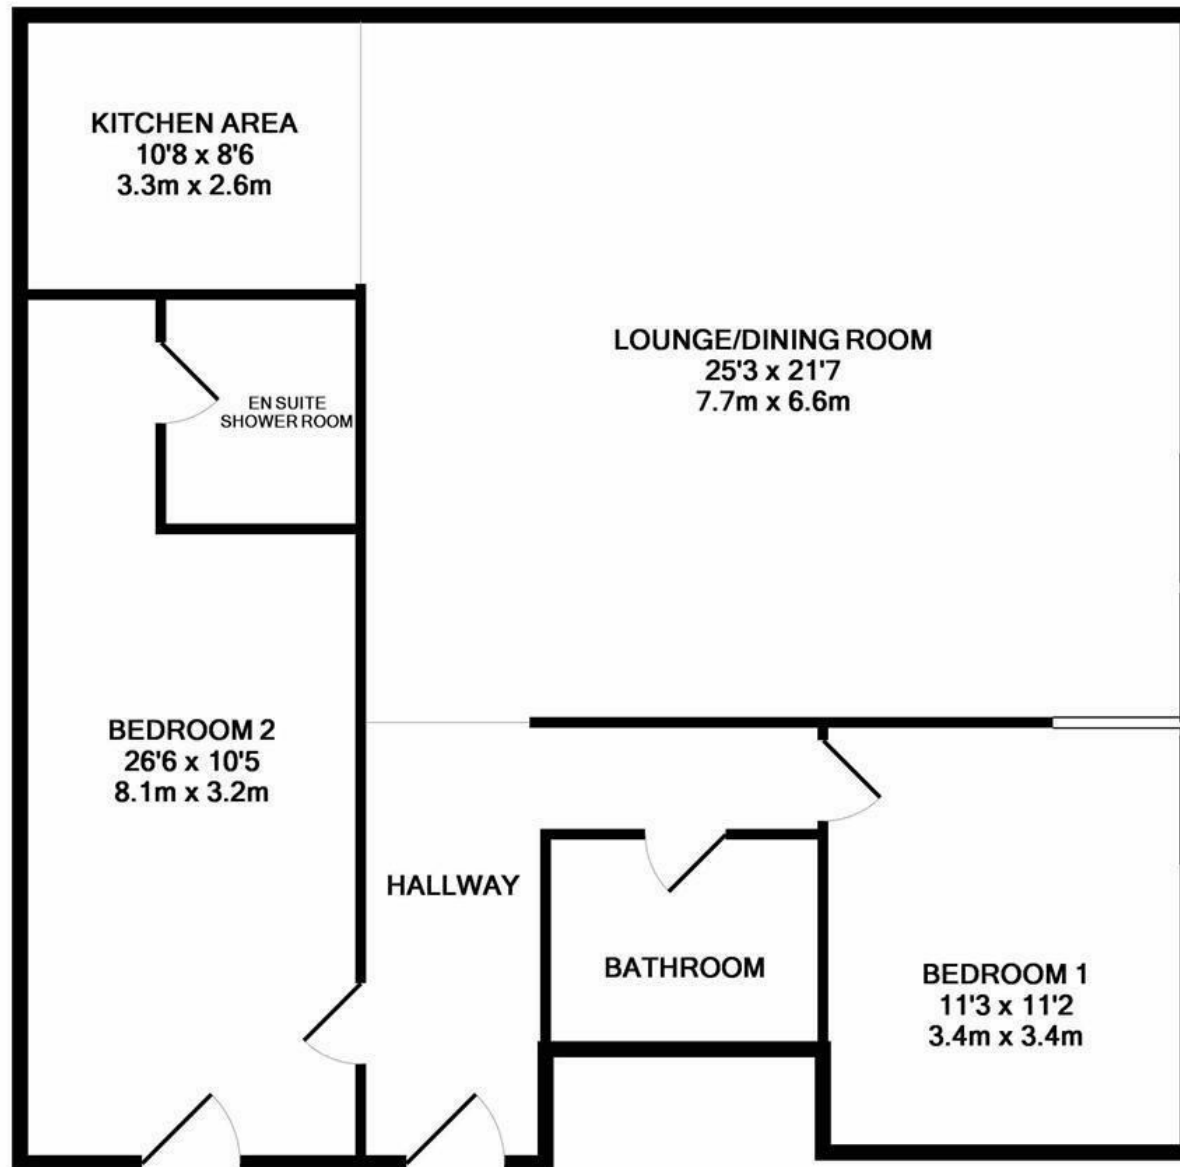 KITCHEN AREA
10'8 x 8'6
3.3m x 2.6m
LOUNGE/DINING ROOM
25'3 x 21'7
7.7m x 6.6m
EN SUITE
SHOWER ROOM
BEDROOM 2
26'6 x 10'5
8.1m x 3.2m
HALLWAY
BATHROOM
BEDROOM 1
11'3 x 11'2
3.4m x 3.4m